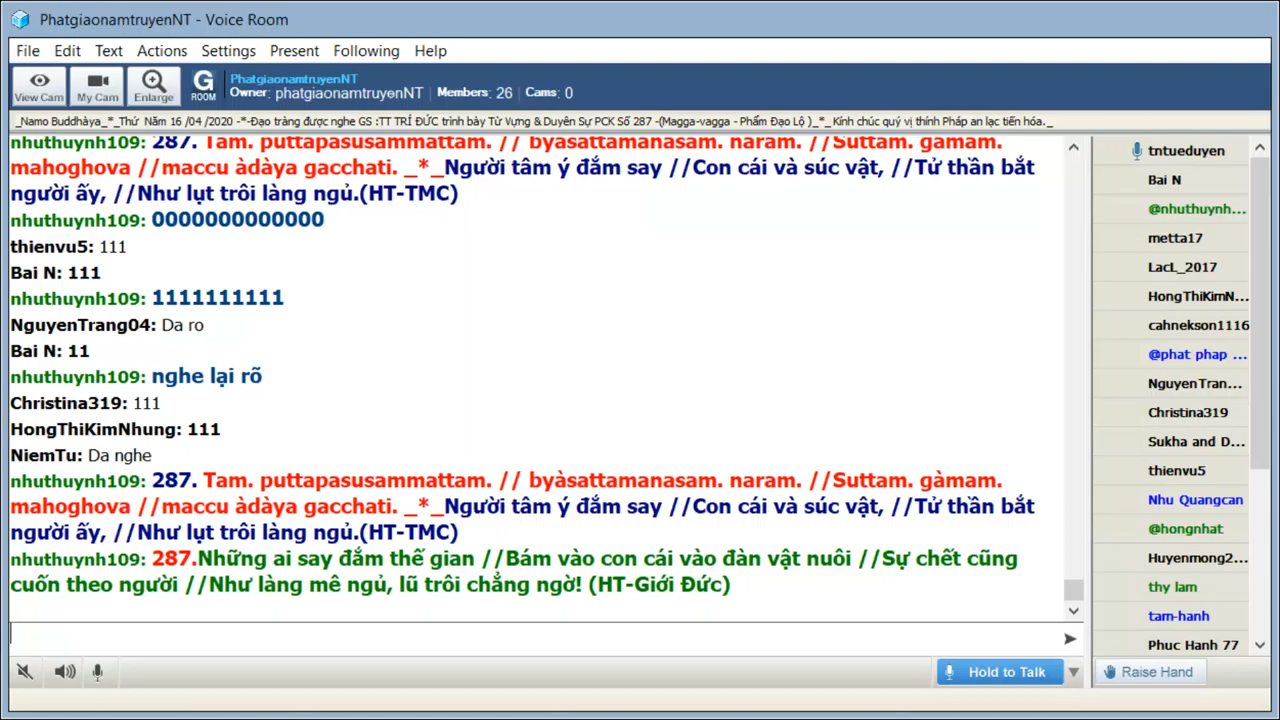 PhatgiaonamtruyenNT - Voice Room
File Edit Text Actions Settings Present Following Help
View Cam My Cam Enlarge G ROOM PhatgiaonamtruyenNT
Owner: phatgiaonamtruyenNT Members: 26 Cams: 0
_Namo Buddhàya_*_Thứ Năm 16 /04 /2020 -*-Đạo tràng được nghe GS :TT TRÍ ĐỨC trình bày Từ Vựng & Duyên Sự PCK Số 287 -(Magga-vagga - Phẩm Đạo Lộ )_*_ Kính chúc quý vị thính Pháp an lạc tiến hóa._
nhuthuynh109: 287. Tam. puttapasusammattam. // byàsattamanasam. naram. //Suttam. gàmam.
mahoghova //maccu àdàya gacchati. _*_Người tâm ý đắm say //Con cái và súc vật, //Tử thần bắt
người ấy, //Như lụt trôi làng ngủ.(HT-TMC)
nhuthuynh109: 0000000000000
thienvu5: 111
Bai N: 111
nhuthuynh109: 1111111111
NguyenTrang04: Da ro
Bai N: 11
nhuthuynh109: nghe lại rõ
Christina319: 111
HongThiKimNhung: 111
NiemTu: Da nghe
nhuthuynh109: 287. Tam. puttapasusammattam. // byàsattamanasam. naram. //Suttam. gàmam.
mahoghova //maccu àdàya gacchati. _*_Người tâm ý đắm say //Con cái và súc vật, //Tử thần bắt
người ấy, //Như lụt trôi làng ngủ.(HT-TMC)
nhuthuynh109: 287.Những ai say đắm thế gian //Bám vào con cái vào đàn vật nuôi //Sự chết cũng
cuốn theo người //Như làng mê ngủ, lũ trôi chẳng ngờ! (HT-Giới Đức)
tntueduyen
Bai N
@nhuthuynh...
metta17
LacL_2017
HongThiKimN...
cahnekson1116
@phat phap ...
NguyenTran...
Christina319
Sukha and D...
thienvu5
Nhu Quangcan
@hongnhat
Huyenmong2...
thy lam
tam-hanh
Phuc Hanh 77
Hold to Talk
Raise Hand